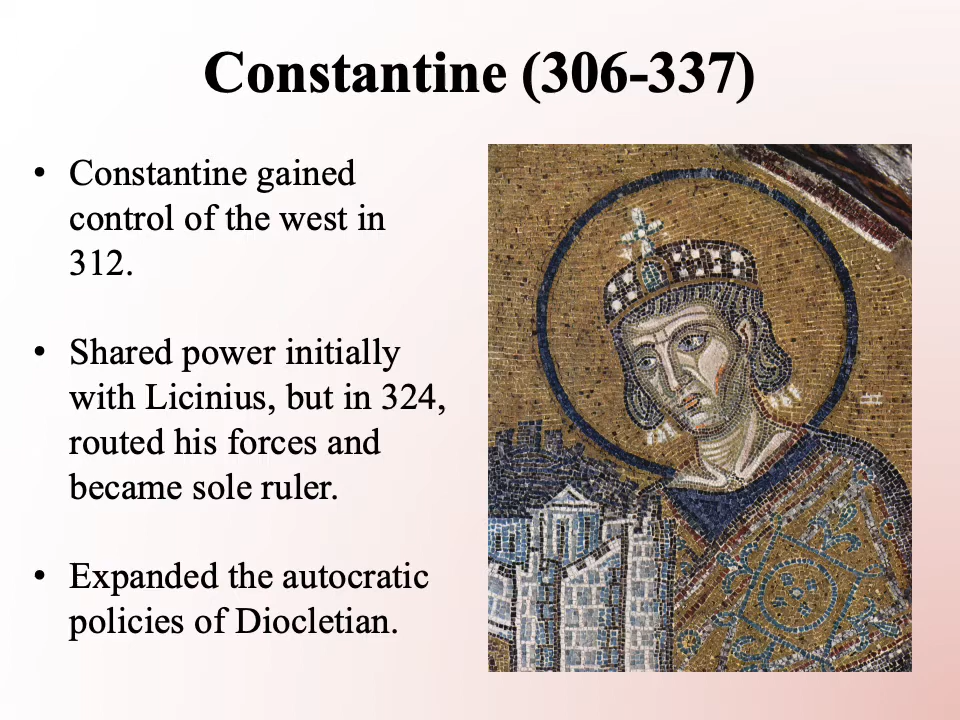 Constantine (306-337)
• Constantine gained
control of the west in
312.
• Shared power initially
with Licinius, but in 324,
routed his forces and
became sole ruler.
• Expanded the autocratic
policies of Diocletian.